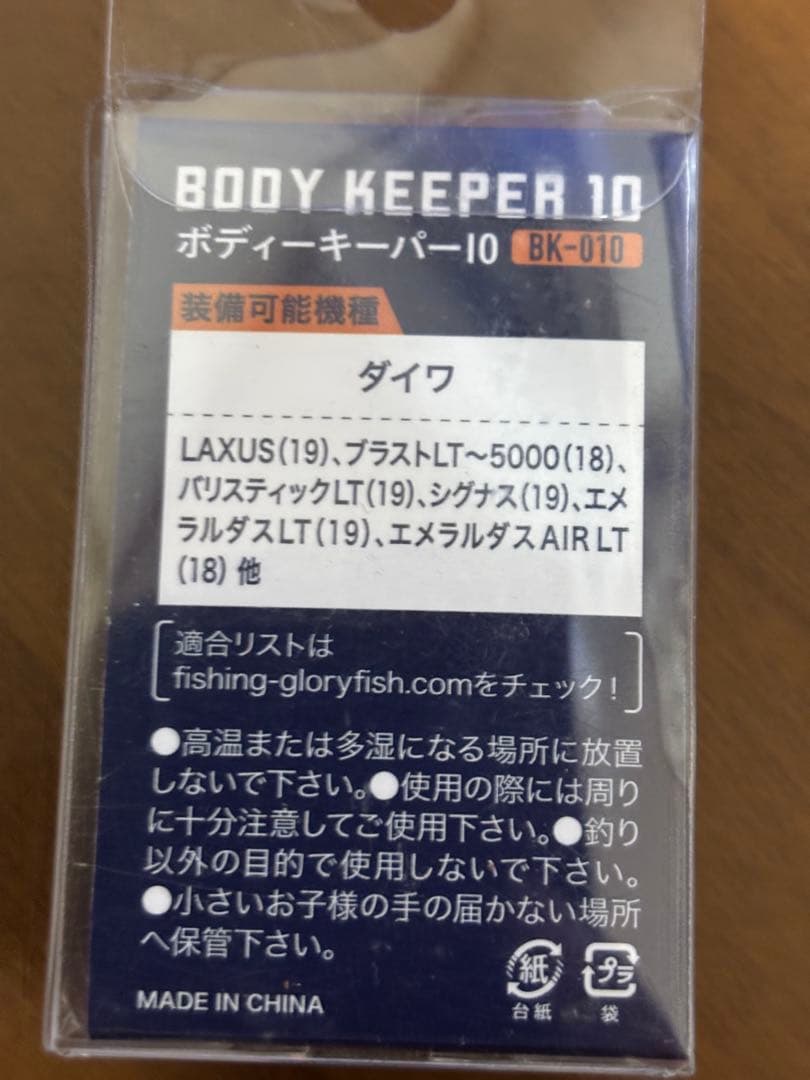 BODY KEEPER 10
ボディーキーパー10 BK-010
装備可能機種
ダイワ
LAXUS(19)、ブラストLT〜5000(18)、
バリスティックLT(19)、シグナス(19)、エメ
ラルダスLT(19)、エメラルダスAIR LT
(18) 他
適合リストは
fishing-gloryfish.comをチェック!
●高温または多湿になる場所に放置
しないで下さい。●使用の際には周り
に十分注意してご使用下さい。●釣り
以外の目的で使用しないで下さい。
●小さいお子様の手の届かない場所
へ保管下さい。
紙 プラ
台紙 袋
MADE IN CHINA